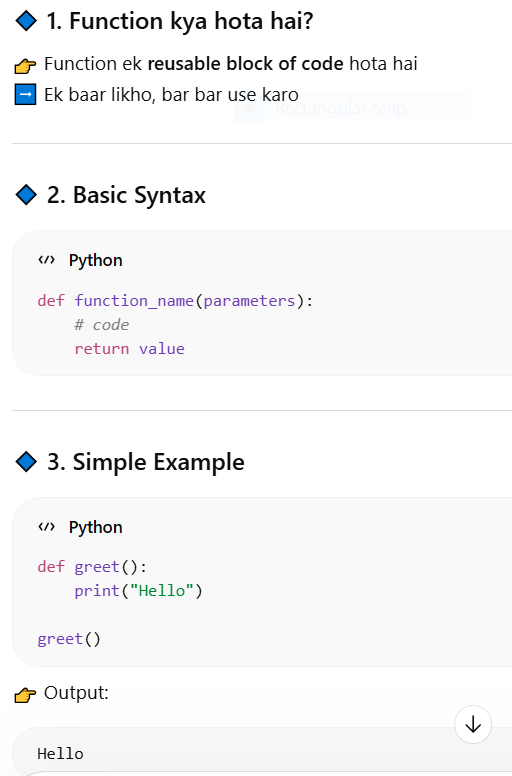 1. Function kya hota hai?
Function ek reusable block of code hota hai
Ek baar likho, bar bar use karo
Rectangular Snip
2. Basic Syntax
</> Python
def function_name(parameters):
    # code
    return value
3. Simple Example
</> Python
def greet():
    print("Hello")
greet()
Output:
Hello